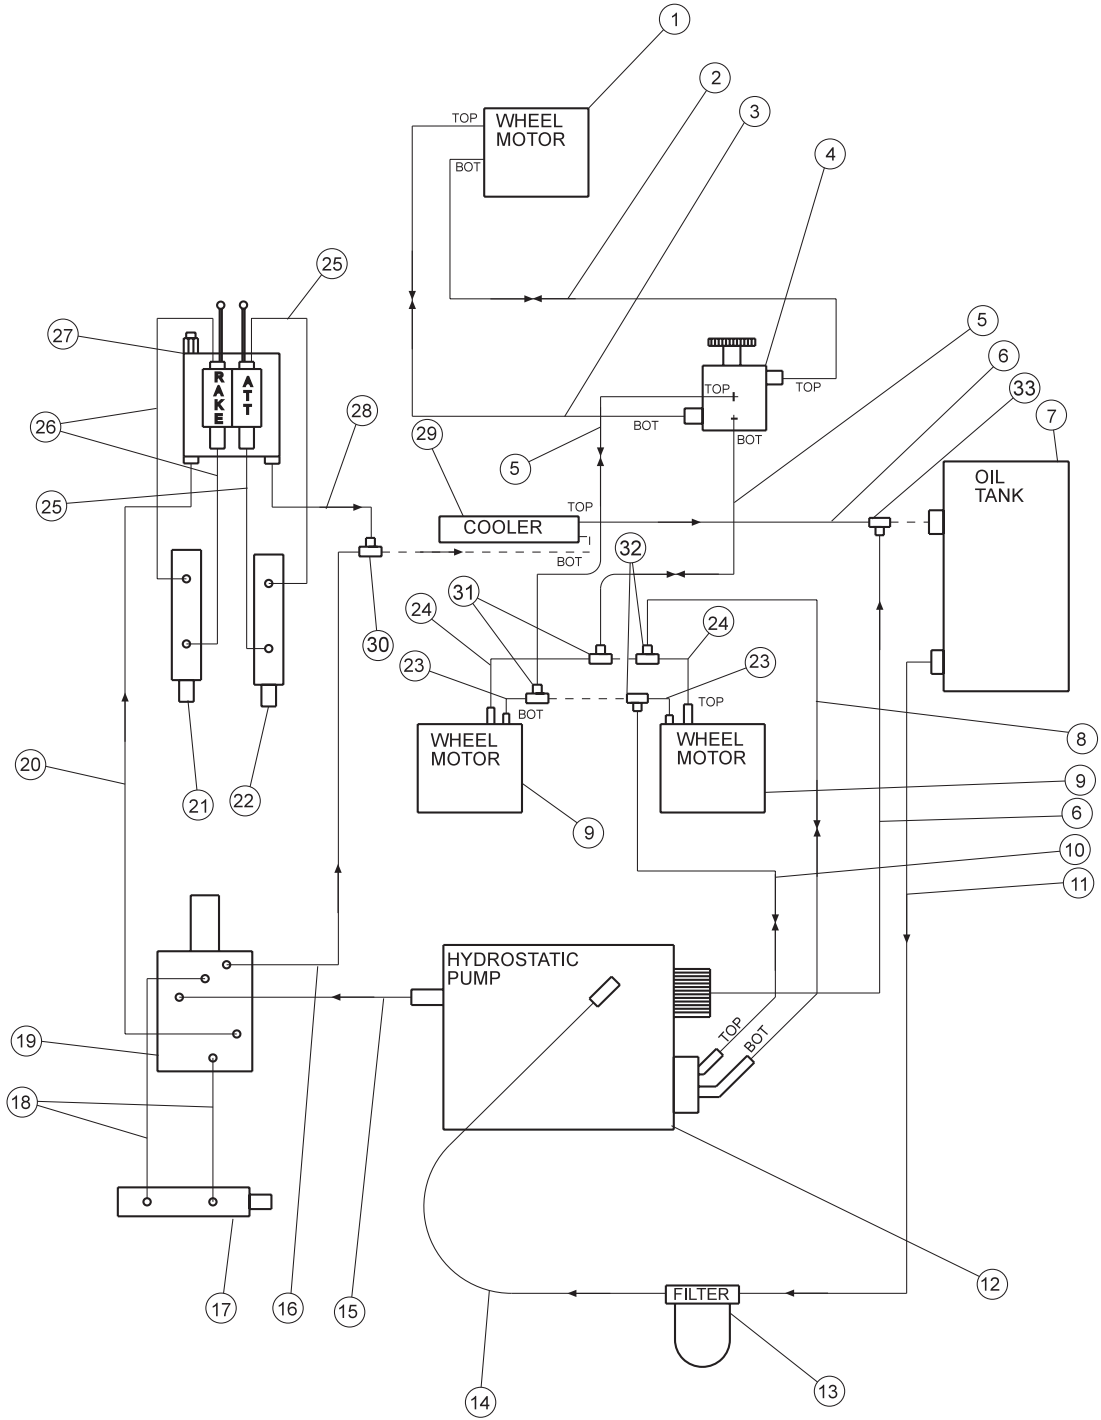 1
2
3
4
TOP
WHEEL
MOTOR
BOT
25
27
5
6
33
7
TOP
TOP
RAKE
ATT
26
28
29
BOT
BOT
5
OIL
TANK
25
TOP
COOLER
BOT
32
24
31
30
24
23
23
TOP
BOT
WHEEL
MOTOR
WHEEL
MOTOR
8
20
21
22
9
9
6
10
11
HYDROSTATIC
PUMP
TOP
BOT
19
18
17
16
15
12
FILTER
13
14